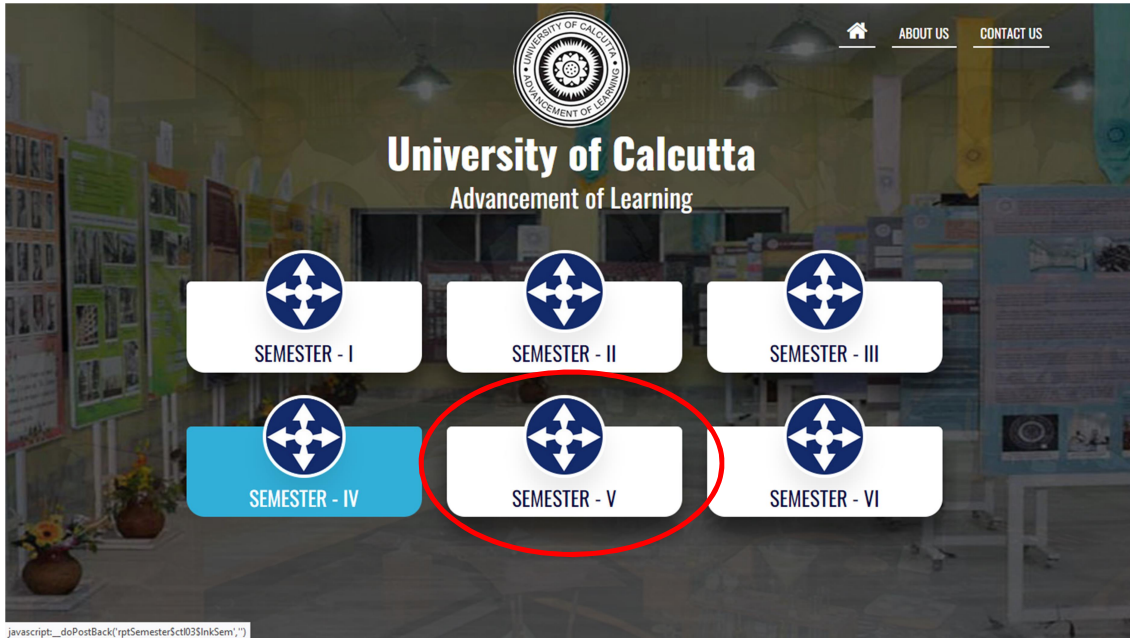 UNIVERSITY OF CALCUTTA
ADVANCEMENT OF LEARNING
ABOUT US
CONTACT US
University of Calcutta
Advancement of Learning
SEMESTER - I
SEMESTER - II
SEMESTER - III
SEMESTER - IV
SEMESTER - V
SEMESTER - VI
javascript:__doPostBack('rptSemester$ctl03$lnkSem','')